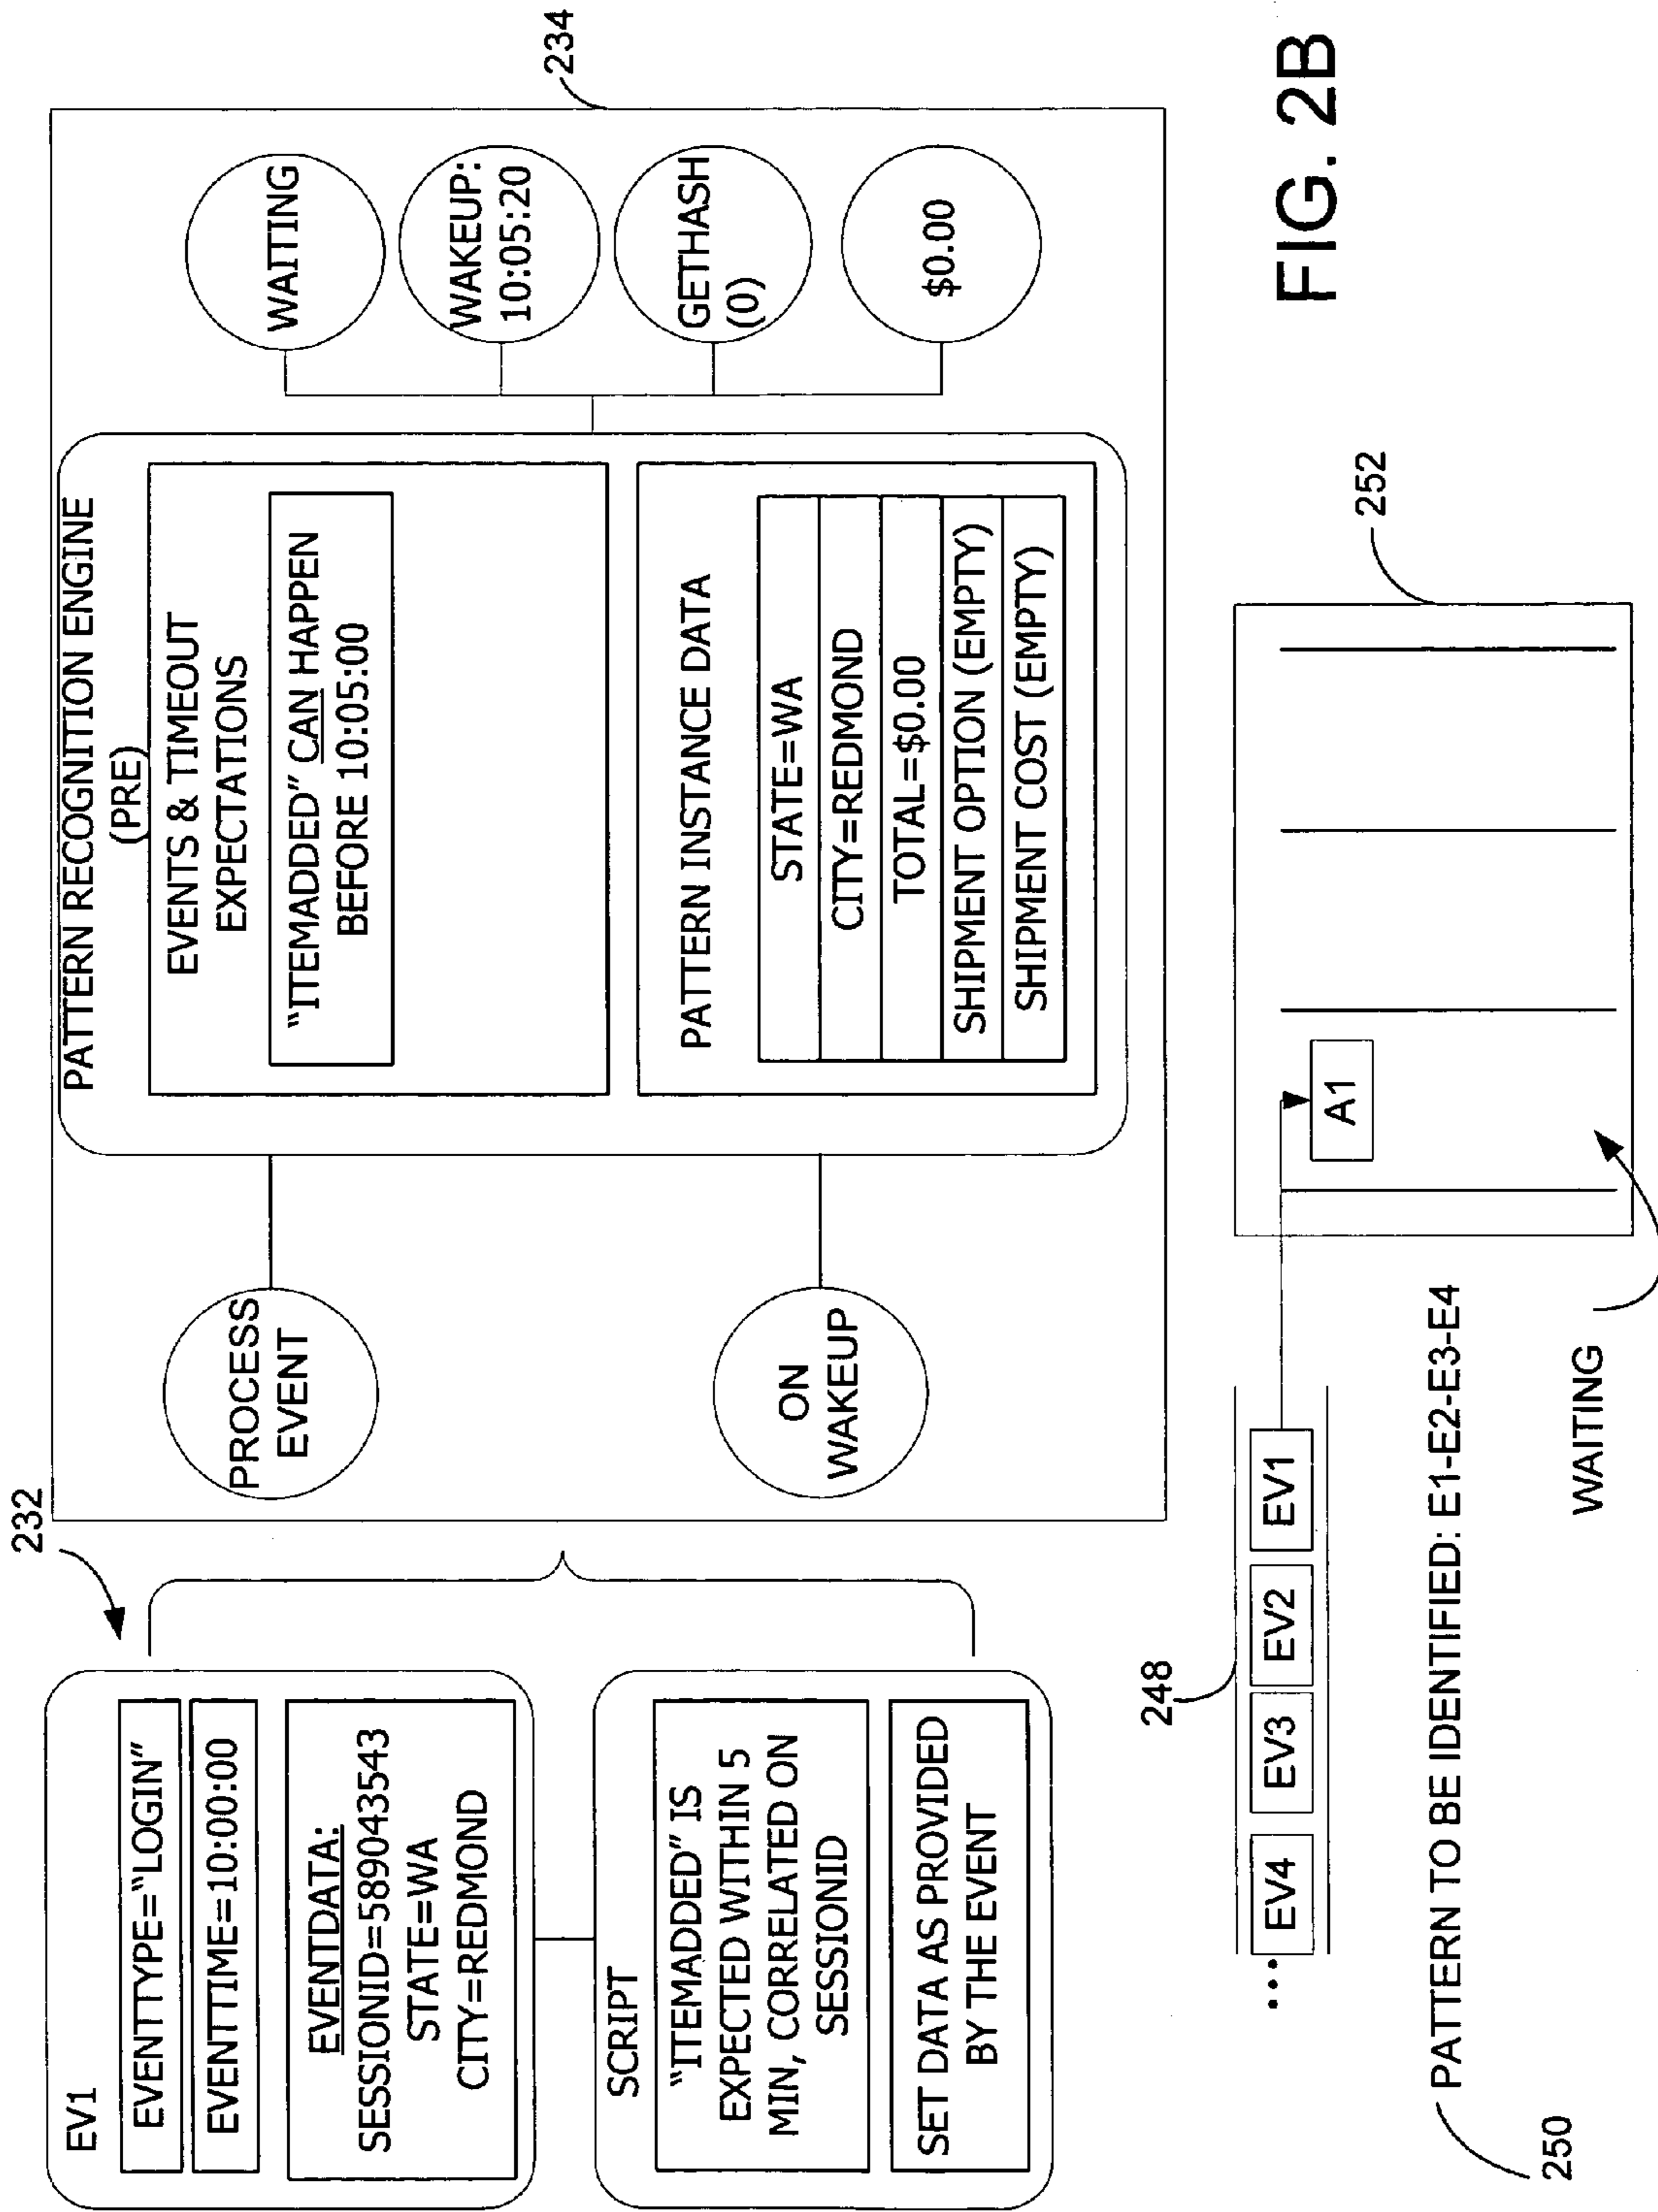 232
EV1
EVENTTYPE="LOGIN"
EVENTTIME=10:00:00
EVENTDATA:
SESSIONID=589043543
STATE=WA
CITY=REDMOND
SCRIPT
"ITEMADDED" IS
EXPECTED WITHIN 5
MIN, CORRELATED ON
SESSIONID
SET DATA AS PROVIDED
BY THE EVENT
PROCESS
EVENT
ON
WAKEUP
PATTERN RECOGNITION ENGINE
(PRE)
EVENTS & TIMEOUT
EXPECTATIONS
"ITEMADDED" CAN HAPPEN
BEFORE 10:05:00
PATTERN INSTANCE DATA
STATE=WA
CITY=REDMOND
TOTAL=$0.00
SHIPMENT OPTION (EMPTY)
SHIPMENT COST (EMPTY)
WAITING
WAKEUP:
10:05:20
GETHASH
(0)
$0.00
234
248
... EV4 EV3 EV2 EV1
A1
252
250
PATTERN TO BE IDENTIFIED: E1-E2-E3-E4
WAITING
FIG. 2B